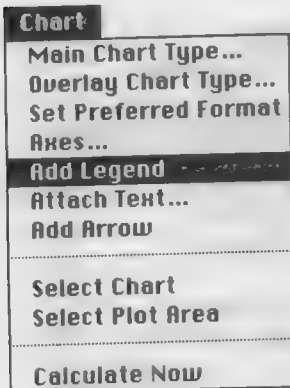 Chart
Main Chart Type...
Overlay Chart Type...
Set Preferred Format
Axes...
Add Legend
Attach Text...
Add Arrow
Select Chart
Select Plot Area
Calculate Now